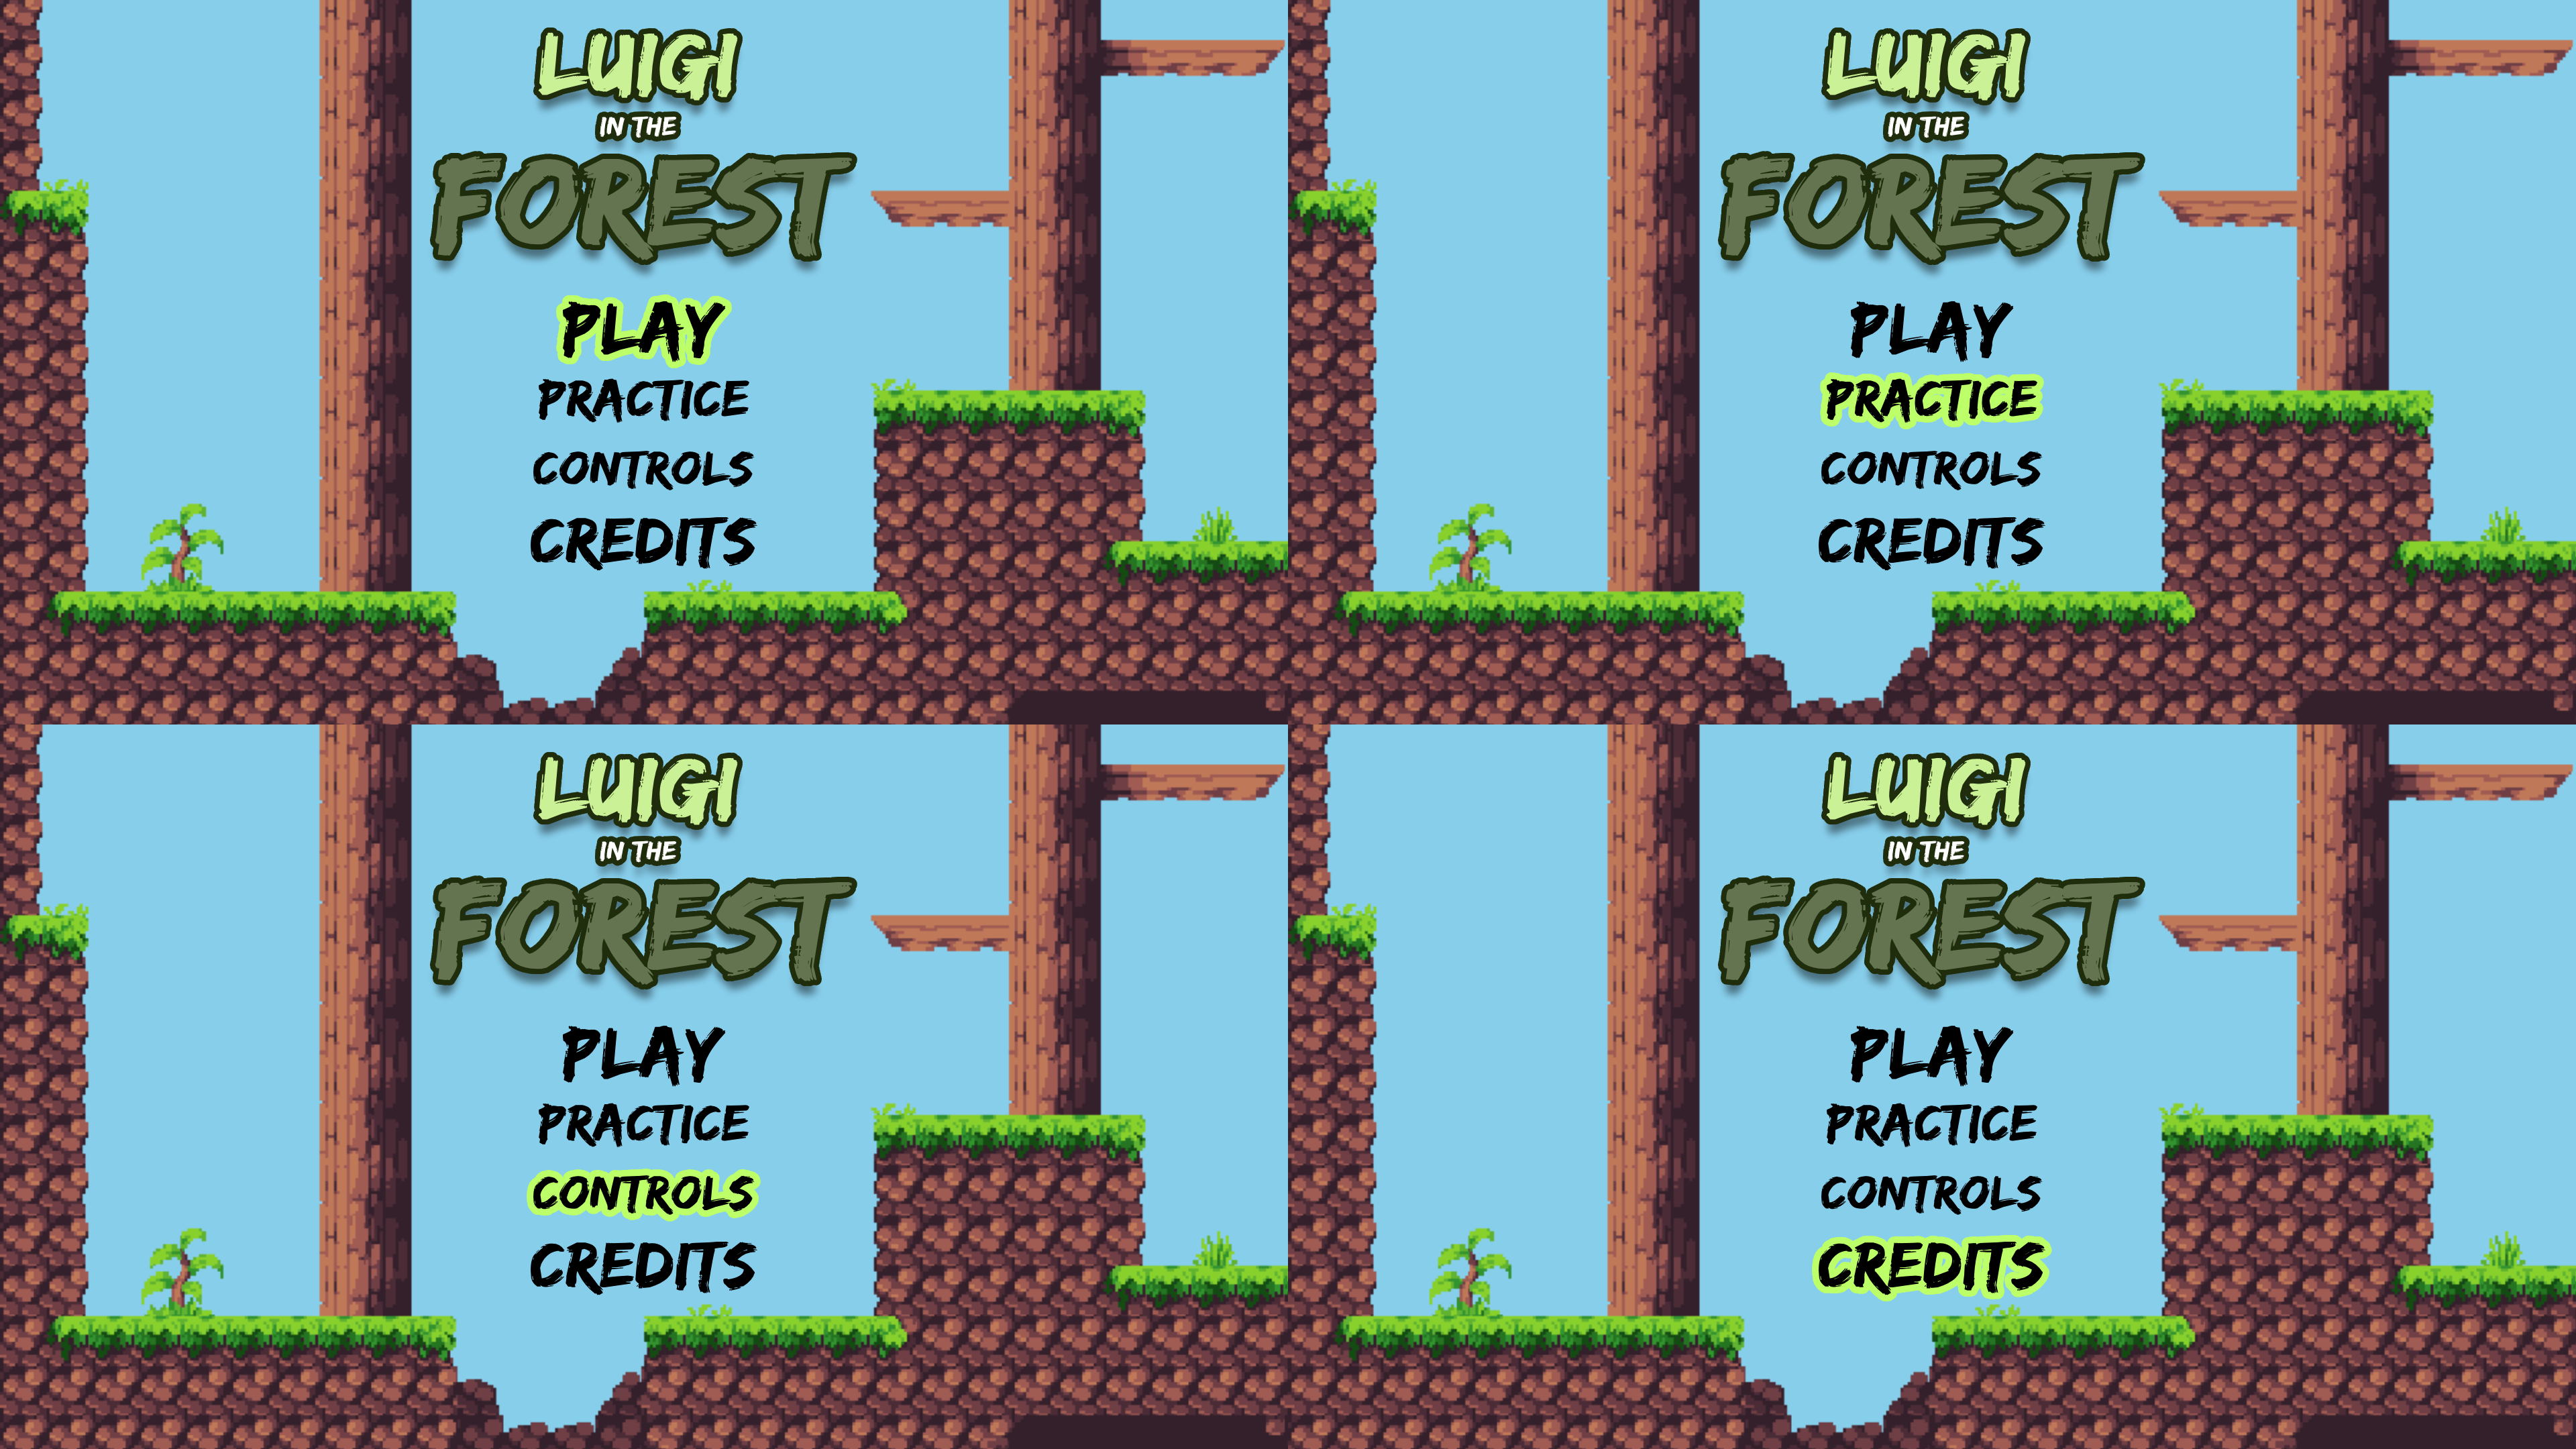 LUIGI
IN THE
FOREST
PLAY
PRACTICE
CONTROLS
CREDITS
LUIGI
IN THE
FOREST
PLAY
PRACTICE
CONTROLS
CREDITS
LUIGI
IN THE
FOREST
PLAY
PRACTICE
CONTROLS
CREDITS
LUIGI
IN THE
FOREST
PLAY
PRACTICE
CONTROLS
CREDITS